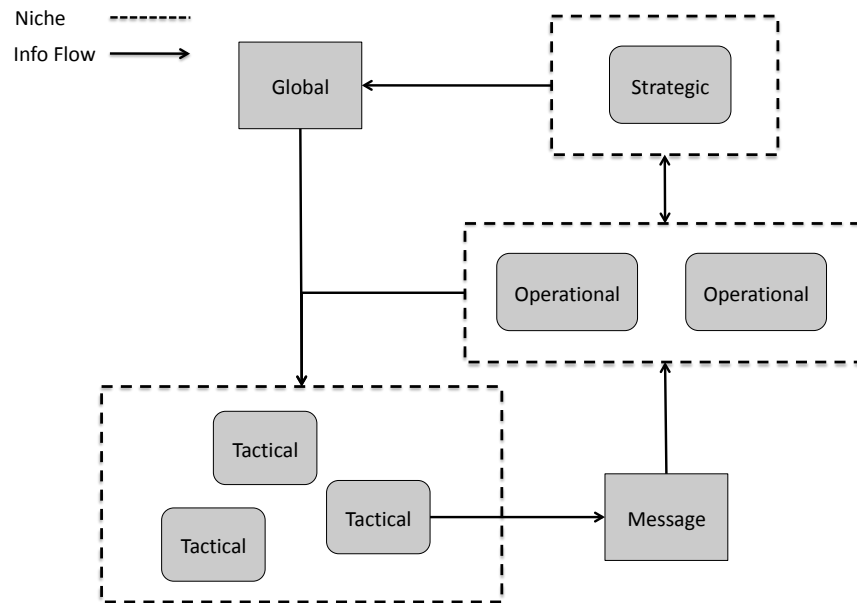 Niche
Info Flow
Global
Strategic
Operational
Operational
Tactical
Tactical
Tactical
Message